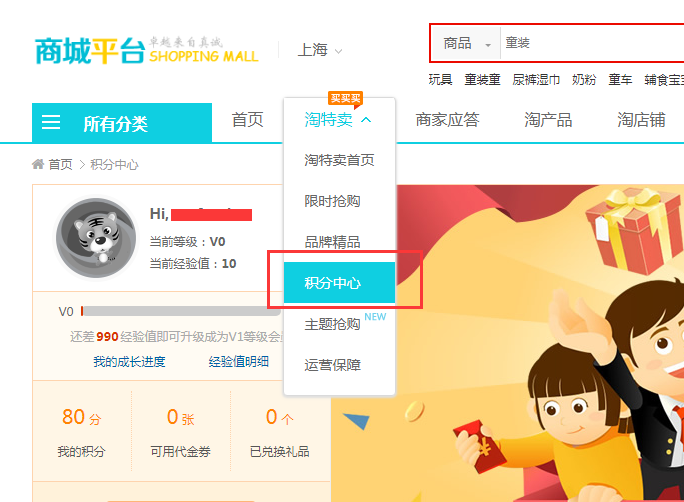 商城平台 卓越来自真诚
SHOPPING MALL
上海
商品 童装
玩具 童装童 尿裤湿巾 奶粉 童车 辅食宝宝
所有分类 首页 淘特卖 买买买 商家应答 淘产品 淘店铺
首页 > 积分中心
淘特卖首页
限时抢购
品牌精品
积分中心
主题抢购 NEW
运营保障
Hi,
当前等级：V0
当前经验值：10
V0
还差990经验值即可升级成为V1等级会
我的成长进度 经验值明细
80 分 0 张 0 个
我的积分 可用代金券 已兑换礼品